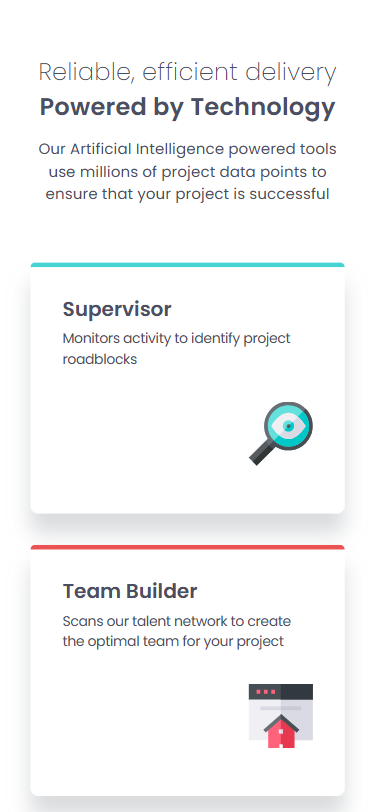 Reliable, efficient delivery
Powered by Technology
Our Artificial Intelligence powered tools
use millions of project data points to
ensure that your project is successful
Supervisor
Monitors activity to identify project
roadblocks
Team Builder
Scans our talent network to create
the optimal team for your project